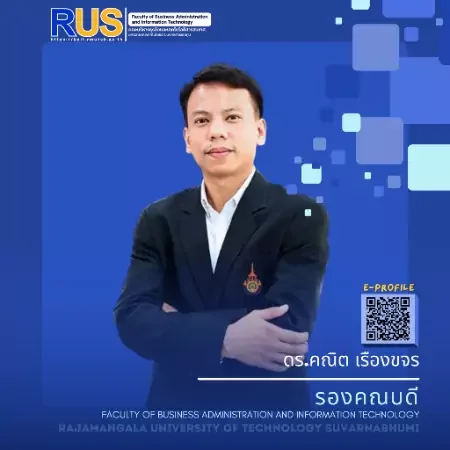 RUS
Faculty of Business Administration
and Information Technology
E-PROFILE
ดร.คณิต เรืองขจร
รองคณบดี
FACULTY OF BUSINESS ADMINISTRATION AND INFORMATION TECHNOLOGY
RAJAMANGALA UNIVERSITY OF TECHNOLOGY SUVARNABHUMI